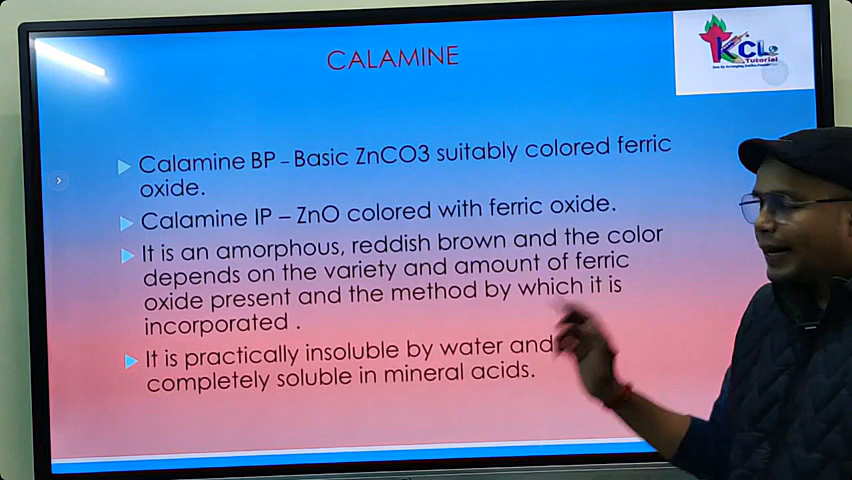 CALAMINE
KCL
Tutorial
Calamine BP – Basic ZnCO3 suitably colored ferric
oxide.
Calamine IP – ZnO colored with ferric oxide.
It is an amorphous, reddish brown and the color
depends on the variety and amount of ferric
oxide present and the method by which it is
incorporated .
It is practically insoluble by water and
completely soluble in mineral acids.